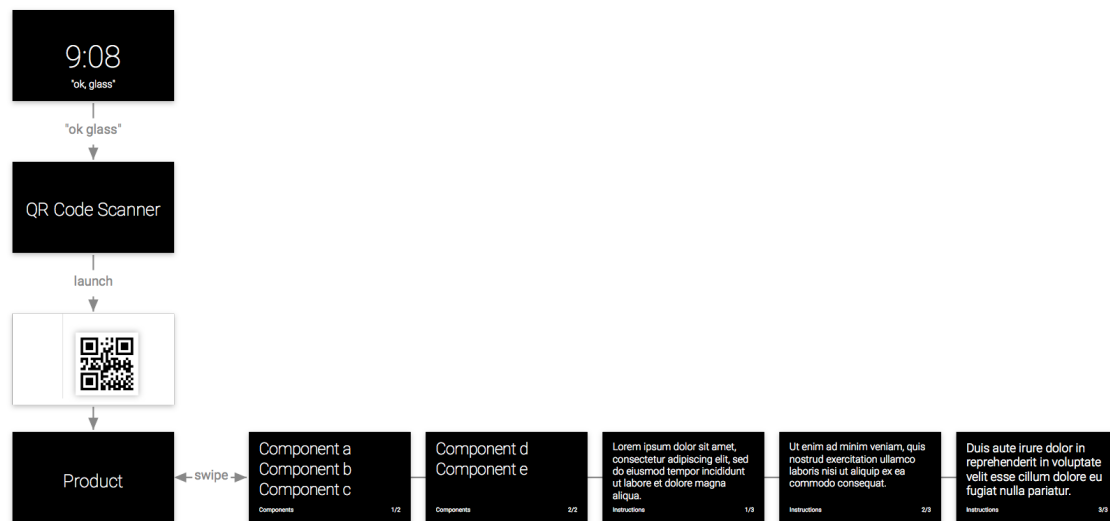 9:08
"ok, glass"
"ok glass"
QR Code Scanner
launch
Product
swipe
Component a
Component b
Component c
Components 1/2
Component d
Component e
Components 2/2
Lorem ipsum dolor sit amet,
consectetur adipiscing elit, sed
do eiusmod tempor incididunt
ut labore et dolore magna
aliqua.
Instructions 1/3
Ut enim ad minim veniam, quis
nostrud exercitation ullamco
laboris nisi ut aliquip ex ea
commodo consequat.
Instructions 2/3
Duis aute irure dolor in
reprehenderit in voluptate
velit esse cillum dolore eu
fugiat nulla pariatur.
Instructions 3/3